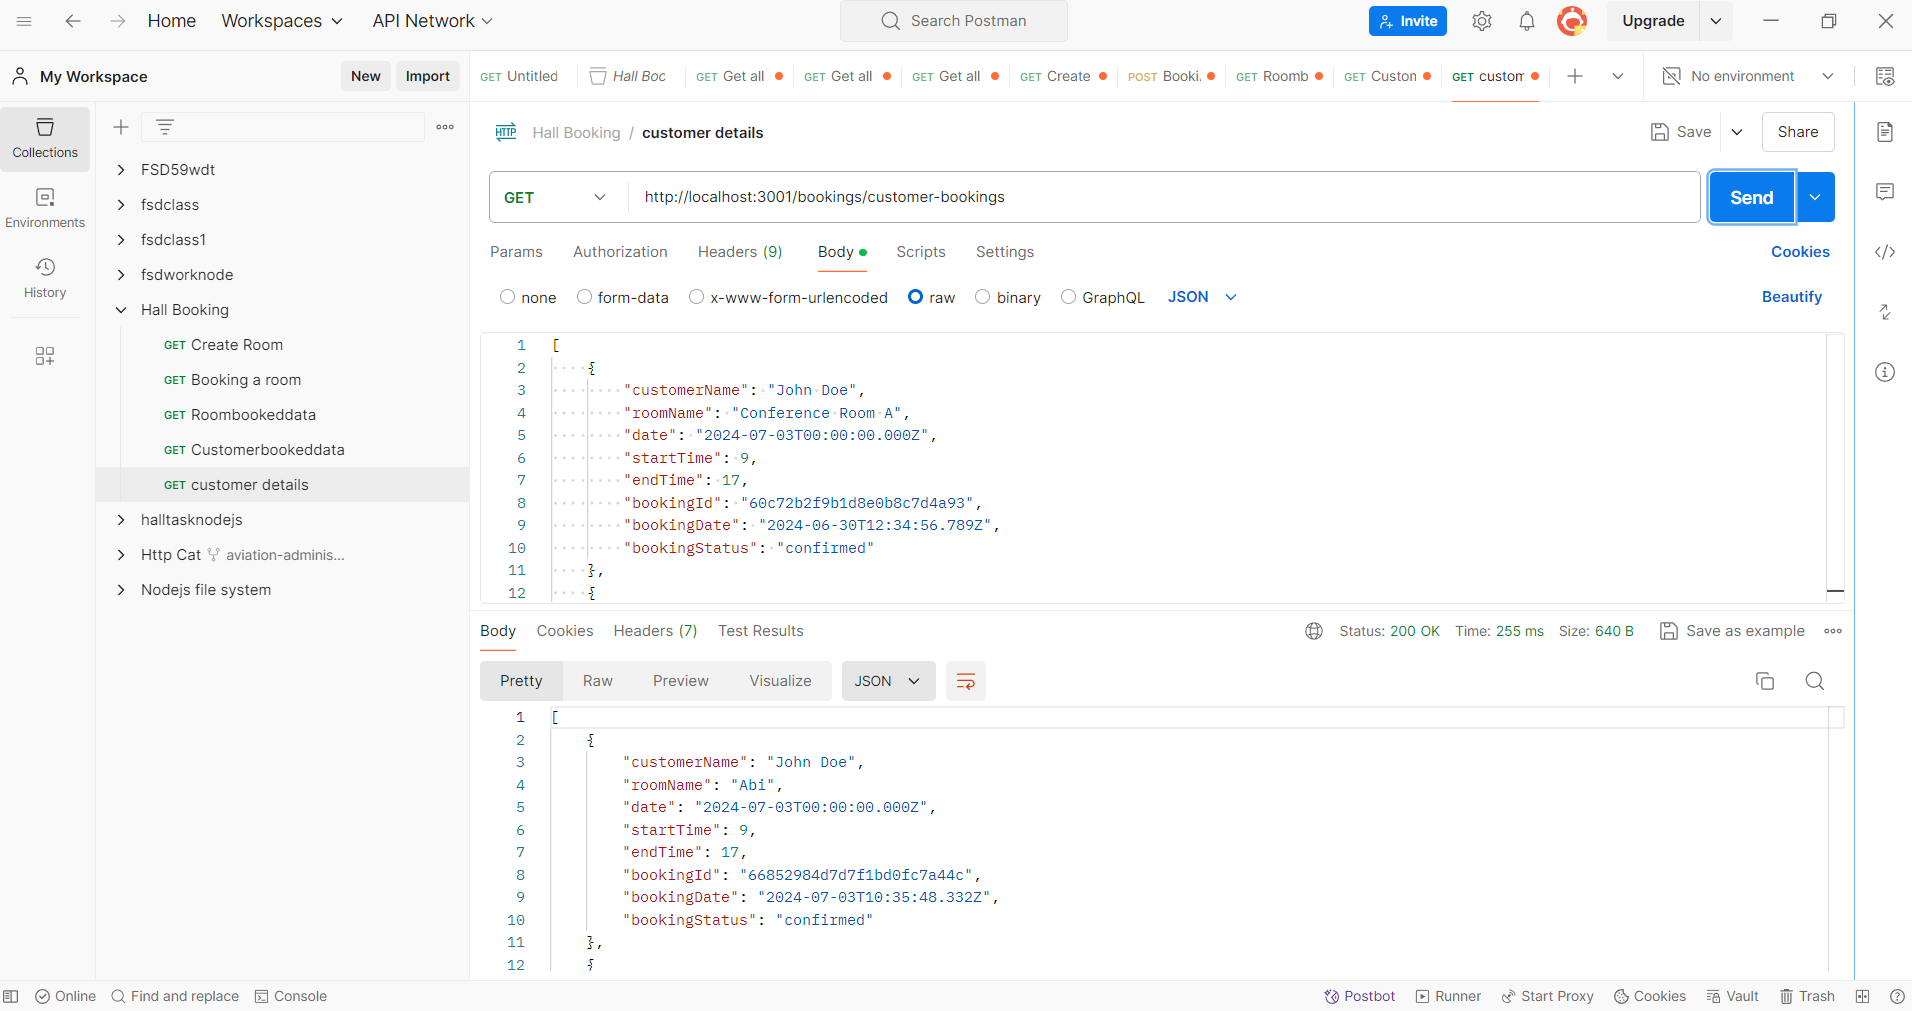 Home Workspaces API Network Search Postman Invite Upgrade
My Workspace New Import GET Untitled Hall Boo GET Get all GET Get all GET Get all GET Create POST Booki GET Roomb GET Custon GET custom No environment
Collections
Environments
History
FSD59wdt
fsdclass
fsdclass1
fsdworknode
Hall Booking
GET Create Room
GET Booking a room
GET Roombookeddata
GET Customerbookeddata
GET customer details
halltasknodejs
Http Cat aviation-adminis...
Nodejs file system
HTTP Hall Booking / customer details Save Share
GET http://localhost:3001/bookings/customer-bookings Send
Params Authorization Headers (9) Body Scripts Settings Cookies
none form-data x-www-form-urlencoded raw binary GraphQL JSON Beautify
1 [
2 {
3 "customerName": "John Doe",
4 "roomName": "Conference Room A",
5 "date": "2024-07-03T00:00:00.000Z",
6 "startTime": 9,
7 "endTime": 17,
8 "bookingId": "60c72b2f9b1d8e0b8c7d4a93",
9 "bookingDate": "2024-06-30T12:34:56.789Z",
10 "bookingStatus": "confirmed"
11 },
12 {
Body Cookies Headers (7) Test Results Status: 200 OK Time: 255 ms Size: 640 B Save as example
Pretty Raw Preview Visualize JSON
1 [
2 {
3 "customerName": "John Doe",
4 "roomName": "Abi",
5 "date": "2024-07-03T00:00:00.000Z",
6 "startTime": 9,
7 "endTime": 17,
8 "bookingId": "66852984d7d7f1bd0fc7a44c",
9 "bookingDate": "2024-07-03T10:35:48.332Z",
10 "bookingStatus": "confirmed"
11 },
12 {
Online Find and replace Console Postbot Runner Start Proxy Cookies Vault Trash